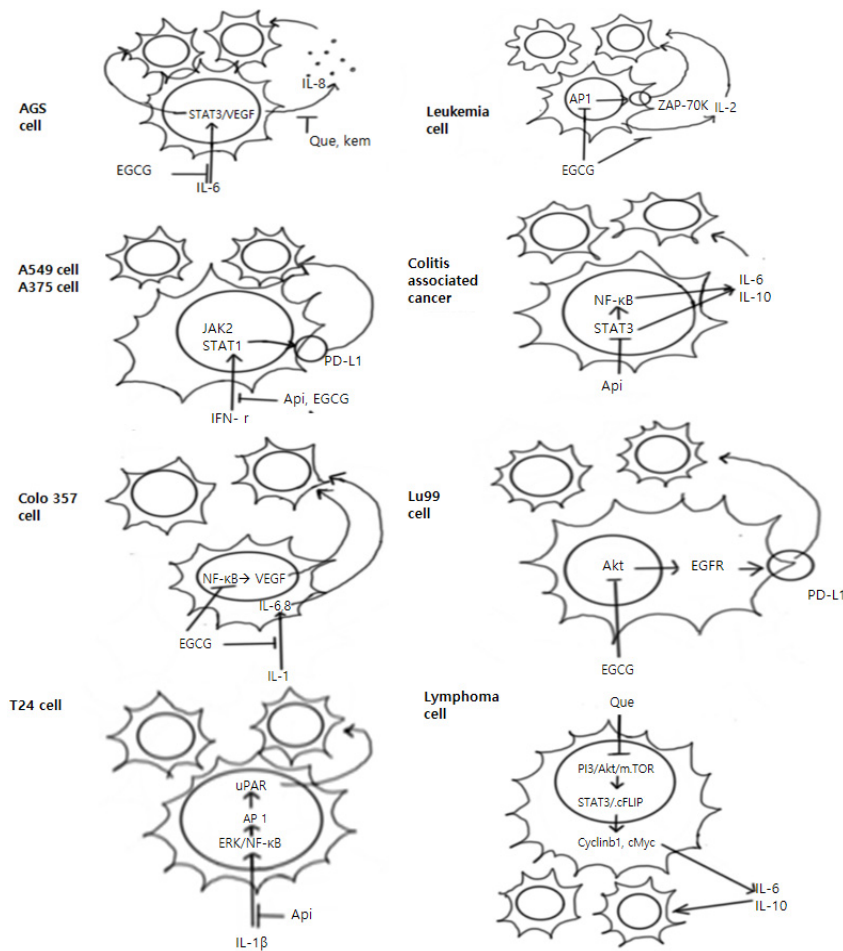 AGS
cell
STAT3/VEGF
IL-8
Que, kem
EGCG
IL-6
Leukemia
cell
AP1
ZAP-70K
IL-2
EGCG
A549 cell
A375 cell
JAK2
STAT1
PD-L1
Api, EGCG
IFN- r
Colitis
associated
cancer
NF-κB
STAT3
IL-6
IL-10
Api
Colo 357
cell
NF-κB→ VEGF
IL-6,8
EGCG
IL-1
Lu99
cell
Akt
EGFR
PD-L1
EGCG
T24 cell
uPAR
AP 1
ERK/NF-κB
Api
IL-1β
Lymphoma
cell
Que
PI3/Akt/m.TOR
STAT3/.cFLIP
Cyclinb1, cMyc
IL-6
IL-10